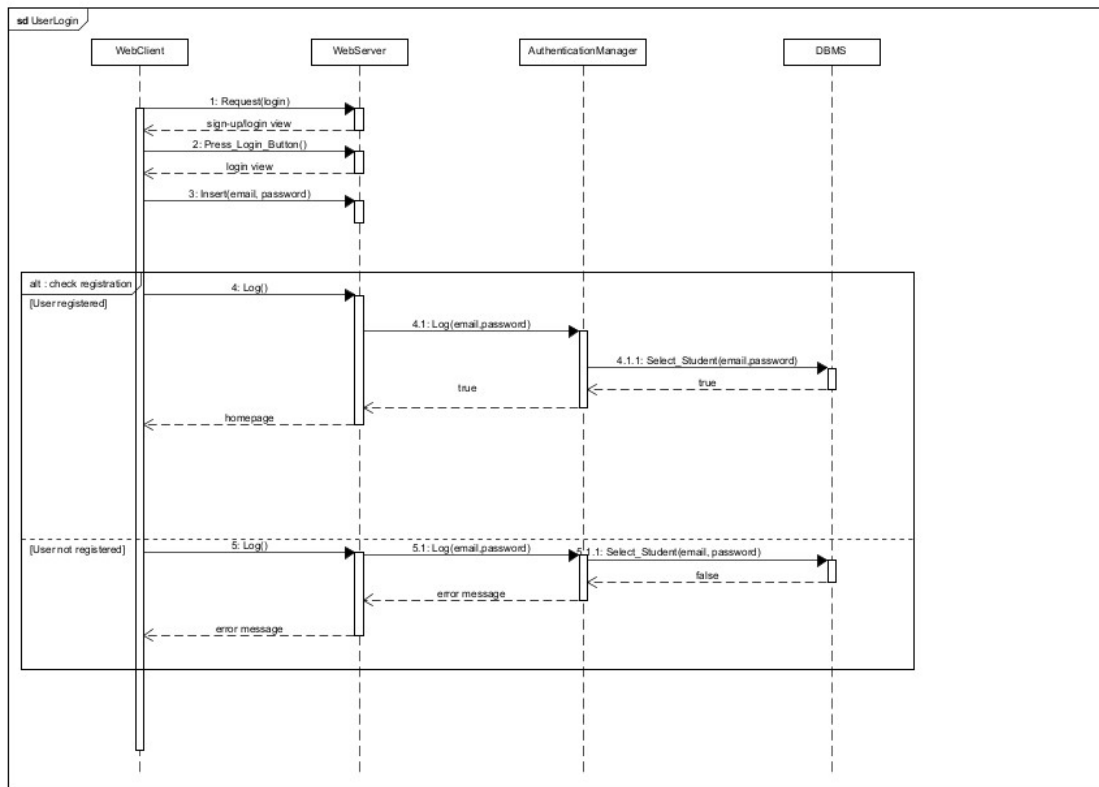 sd UserLogin
WebClient
WebServer
AuthenticationManager
DBMS
1: Request(login)
sign-up/login view
2: Press_Login_Button()
login view
3: Insert(email, password)
alt : check registration
4: Log()
[User registered]
4.1: Log(email,password)
4.1.1: Select_Student(email,password)
true
true
homepage
[User not registered]
5: Log()
5.1: Log(email,password)
5.1.1: Select_Student(email, password)
false
error message
error message